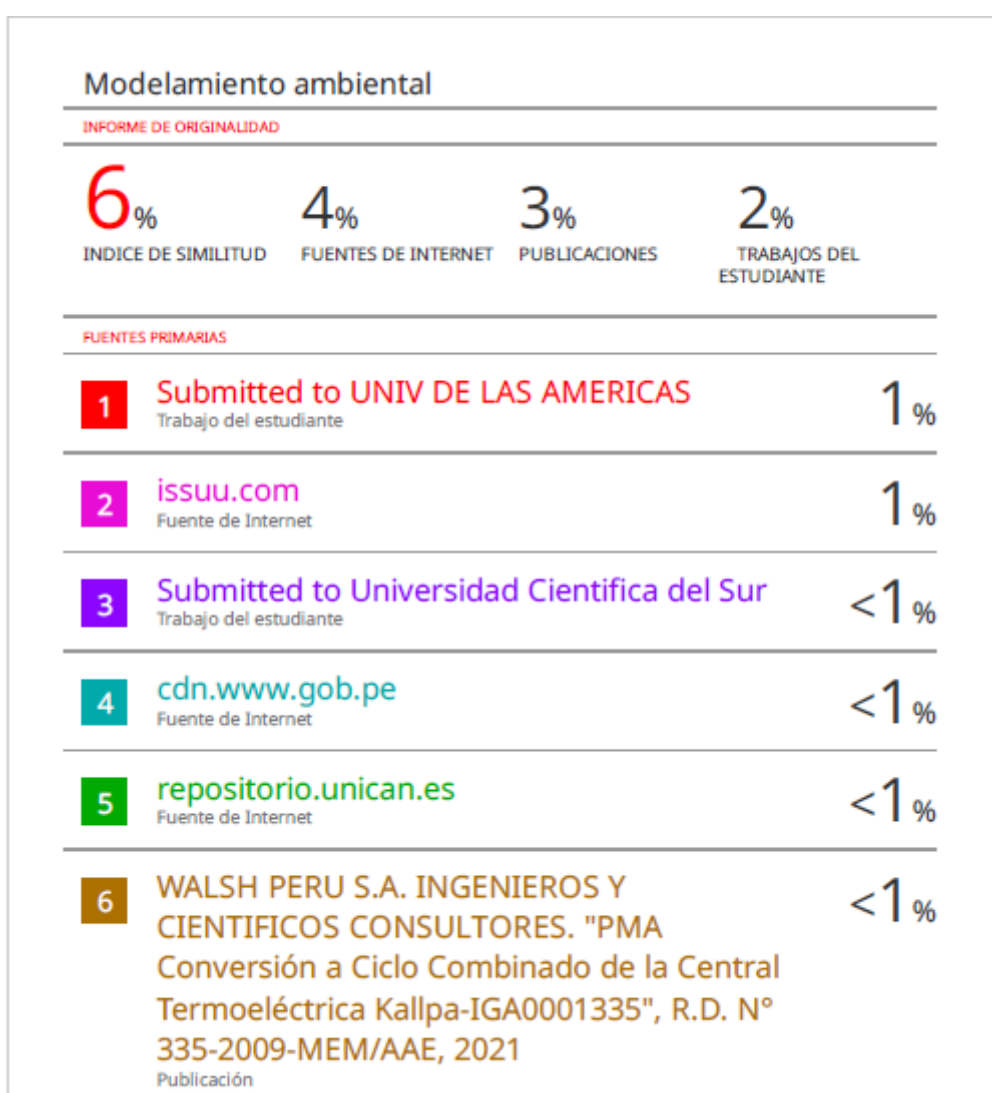 Modelamiento ambiental
INFORME DE ORIGINALIDAD
6%
4%
3%
2%
INDICE DE SIMILITUD
FUENTES DE INTERNET
PUBLICACIONES
TRABAJOS DEL
ESTUDIANTE
FUENTES PRIMARIAS
1
Submitted to UNIV DE LAS AMERICAS
Trabajo del estudiante
1%
2
issuu.com
Fuente de Internet
1%
3
Submitted to Universidad Cientifica del Sur
Trabajo del estudiante
<1%
4
cdn.www.gob.pe
Fuente de Internet
<1%
5
repositorio.unican.es
Fuente de Internet
<1%
6
WALSH PERU S.A. INGENIEROS Y
CIENTIFICOS CONSULTORES. "PMA
Conversión a Ciclo Combinado de la Central
Termoeléctrica Kallpa-IGA0001335", R.D. N°
335-2009-MEM/AAE, 2021
Publicación
<1%